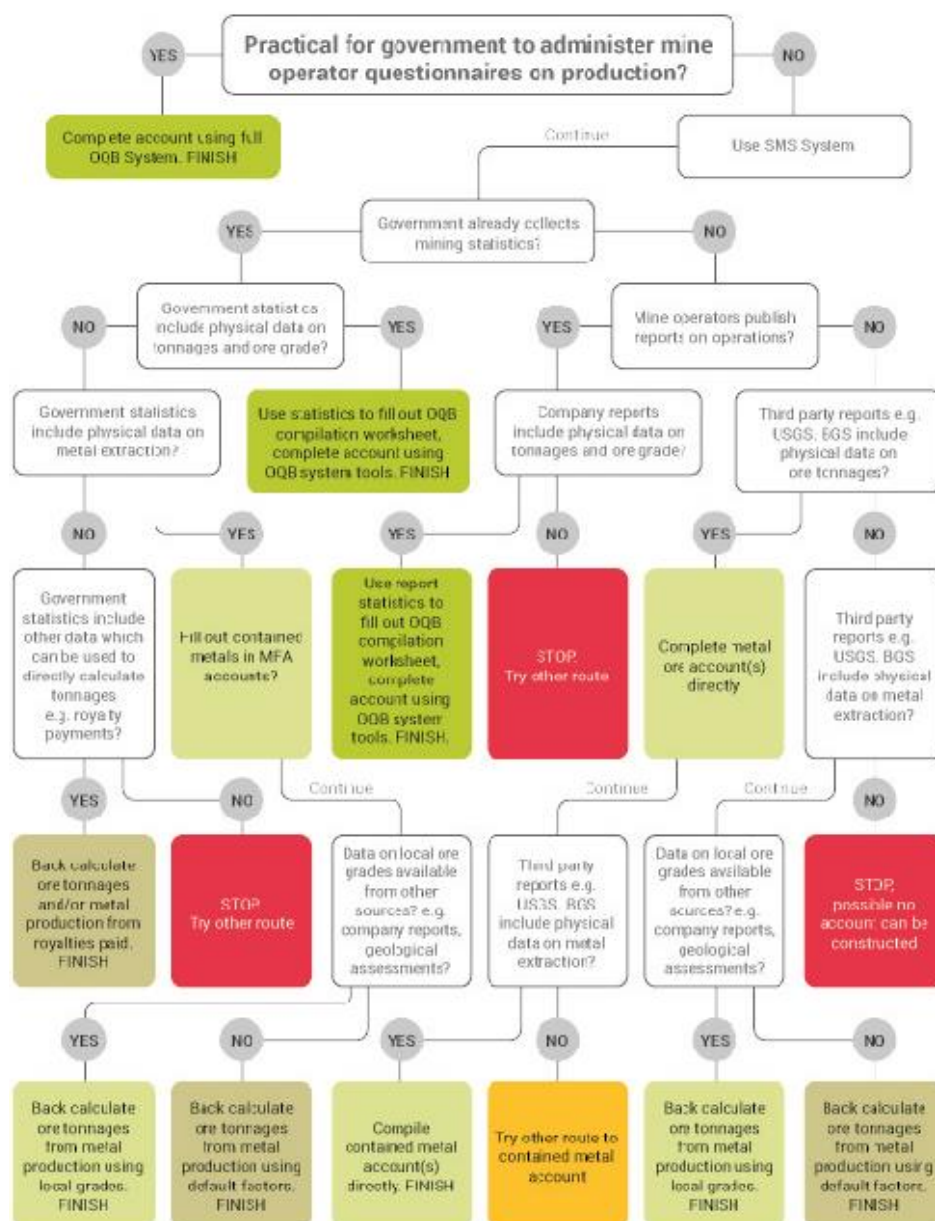 YES
Practical for government to administer mine
operator questionnaires on production?
NO
Complete account using full
OQB System. FINISH
Continue
Use SMS System
YES
Government already collects
mining statistics?
NO
NO
Government statistics
include physical data on
tonnages and ore grade?
YES
YES
Mine operators publish
reports on operations?
NO
Government statistics
include physical data on
metal extraction?
Use statistics to fill out OQB
compilation worksheet,
complete account using
OQB system tools. FINISH
Company reports
include physical data on
tonnages and ore grade?
Third party reports e.g.
USGS, BGS include
physical data on
ore tonnages?
NO
YES
YES
NO
YES
NO
Government
statistics include
other data which
can be used to
directly calculate
tonnages
e.g. royalty
payments?
Fill out contained
metals in MFA
accounts?
Use report
statistics to
fill out OQB
compilation
worksheet,
complete
account using
OQB system
tools. FINISH.
STOP.
Try other route
Complete metal
ore account(s)
directly
Third party
reports e.g.
USGS, BGS
include physical
data on metal
extraction?
YES
NO
Continue
Continue
Continue
NO
Back calculate
ore tonnages
and/or metal
production from
royalties paid.
FINISH
STOP
Try other route
Data on local ore
grades available
from other
sources? e.g.
company reports,
geological
assessments?
Third party
reports e.g.
USGS, BGS
include physical
data on metal
extraction?
Data on local ore
grades available
from other
sources? e.g.
company reports,
geological
assessments?
STOP,
possible no
account can be
constructed
YES
NO
YES
NO
YES
NO
Back calculate
ore tonnages
from metal
production using
local grades.
FINISH
Back calculate
ore tonnages
from metal
production using
default factors.
FINISH
Compile
contained metal
account(s)
directly. FINISH
Try other route to
contained metal
account
Back calculate
ore tonnages
from metal
production using
local grades.
FINISH
Back calculate
ore tonnages
from metal
production using
default factors.
FINISH